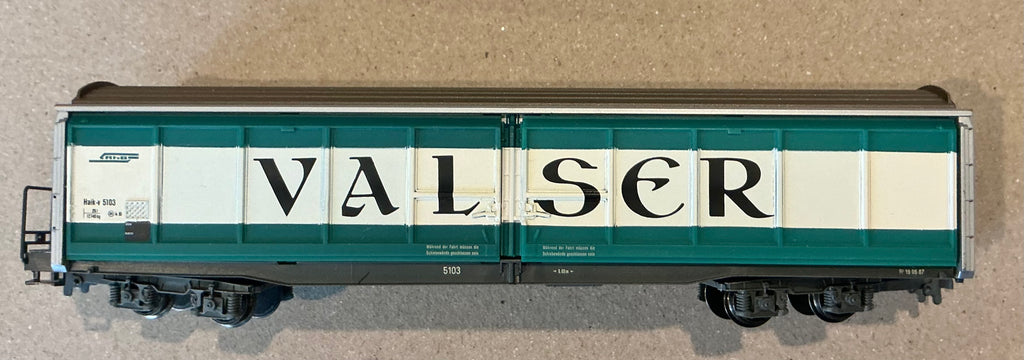 VALSER
RhB
Haik-v 5103
Während der Fahrt müssen die
Schiebewände geschlossen sein
Während der Fahrt müssen die
Schiebewände geschlossen sein
5103